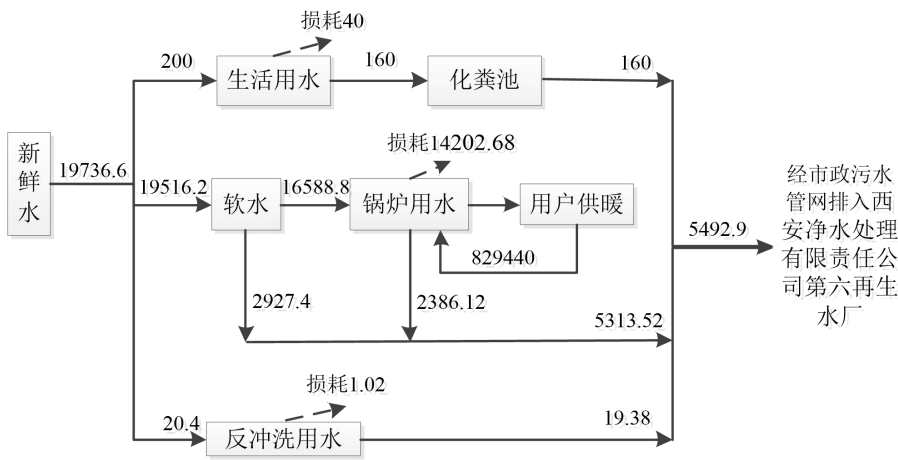 损耗40
200
生活用水
160
化粪池
160
新
鲜
水
19736.6
损耗14202.68
19516.2
软水
16588.8
锅炉用水
用户供暖
829440
2927.4
2386.12
5313.52
5492.9
经市政污水
管网排入西
安净水处理
有限责任公
司第六再生
水厂
损耗1.02
20.4
反冲洗用水
19.38